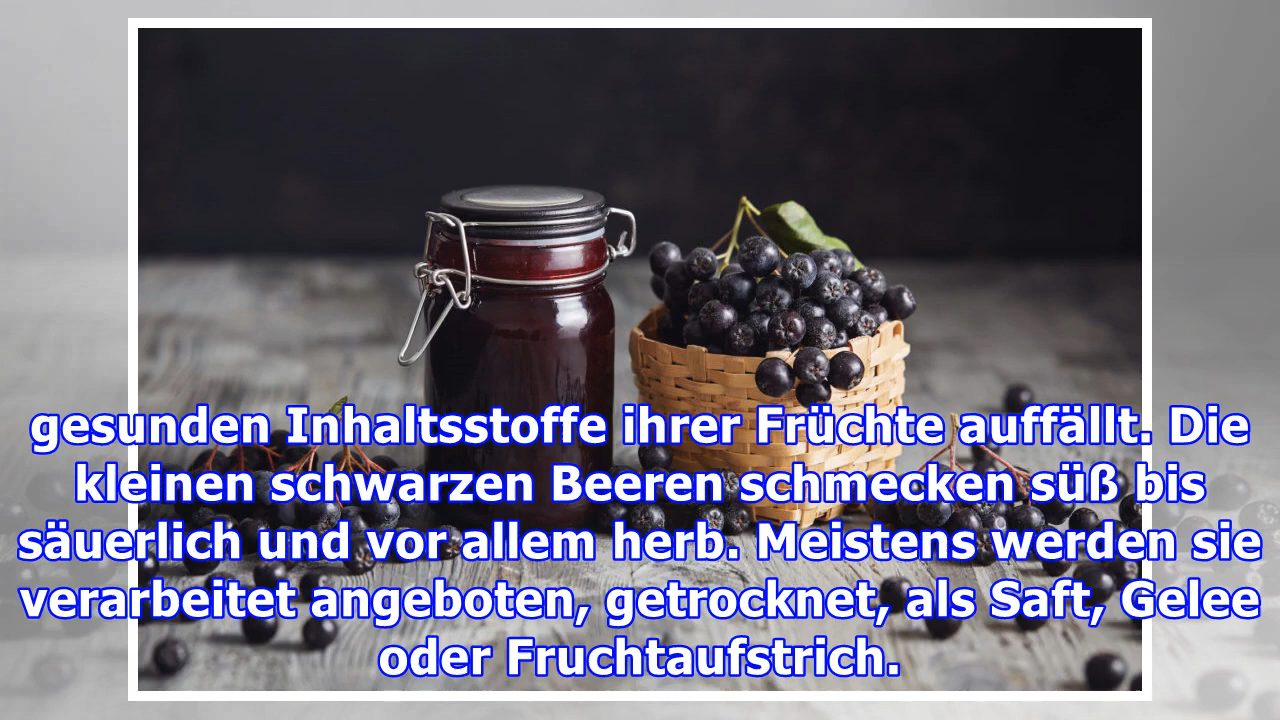 gesunden Inhaltsstoffe ihrer Früchte auffällt. Die
kleinen schwarzen Beeren schmecken süß bis
säuerlich und vor allem herb. Meistens werden sie
verarbeitet angeboten, getrocknet, als Saft, Gelee
oder Fruchtaufstrich.